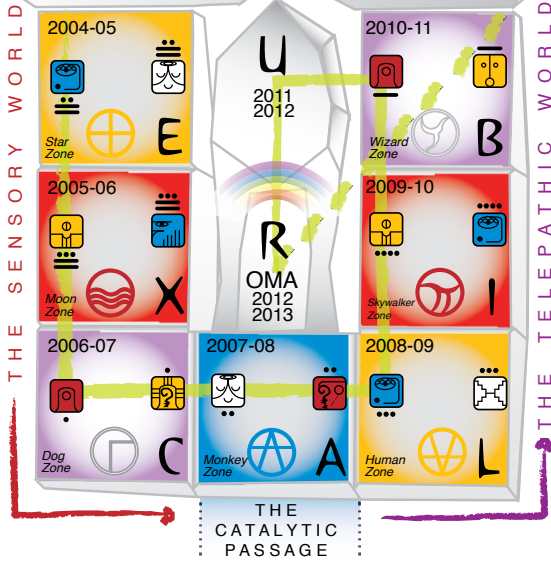 THE SENSORY WORLD
2004-05
Star
Zone
E
2005-06
Moon
Zone
X
2006-07
Dog
Zone
C
U
2011
2012
R
OMA
2012
2013
2007-08
Monkey
Zone
A
2010-11
Wizard
Zone
B
2009-10
Skywalker
Zone
I
2008-09
Human
Zone
L
THE TELEPATHIC WORLD
THE
CATALYTIC
PASSAGE